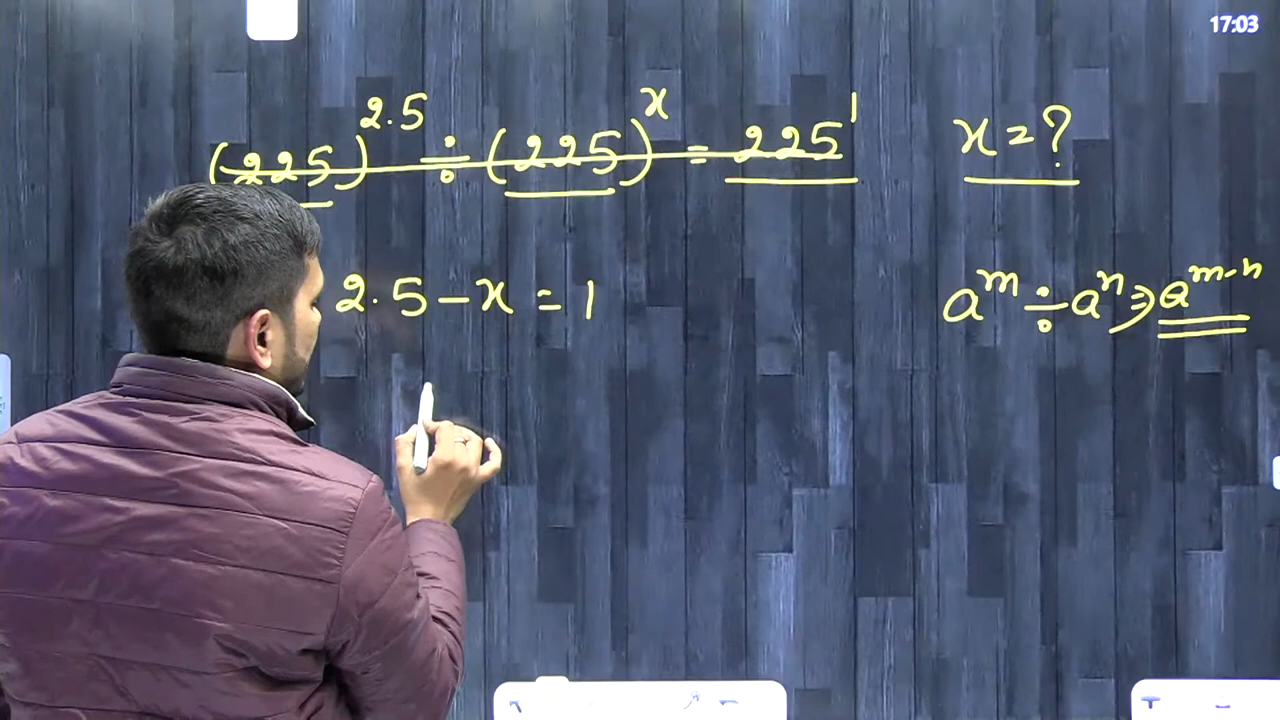 17:03
(225)^2.5 ÷ (225)^x = 225^1
x = ?
2.5 - x = 1
a^m ÷ a^n ⇒ a^m-n